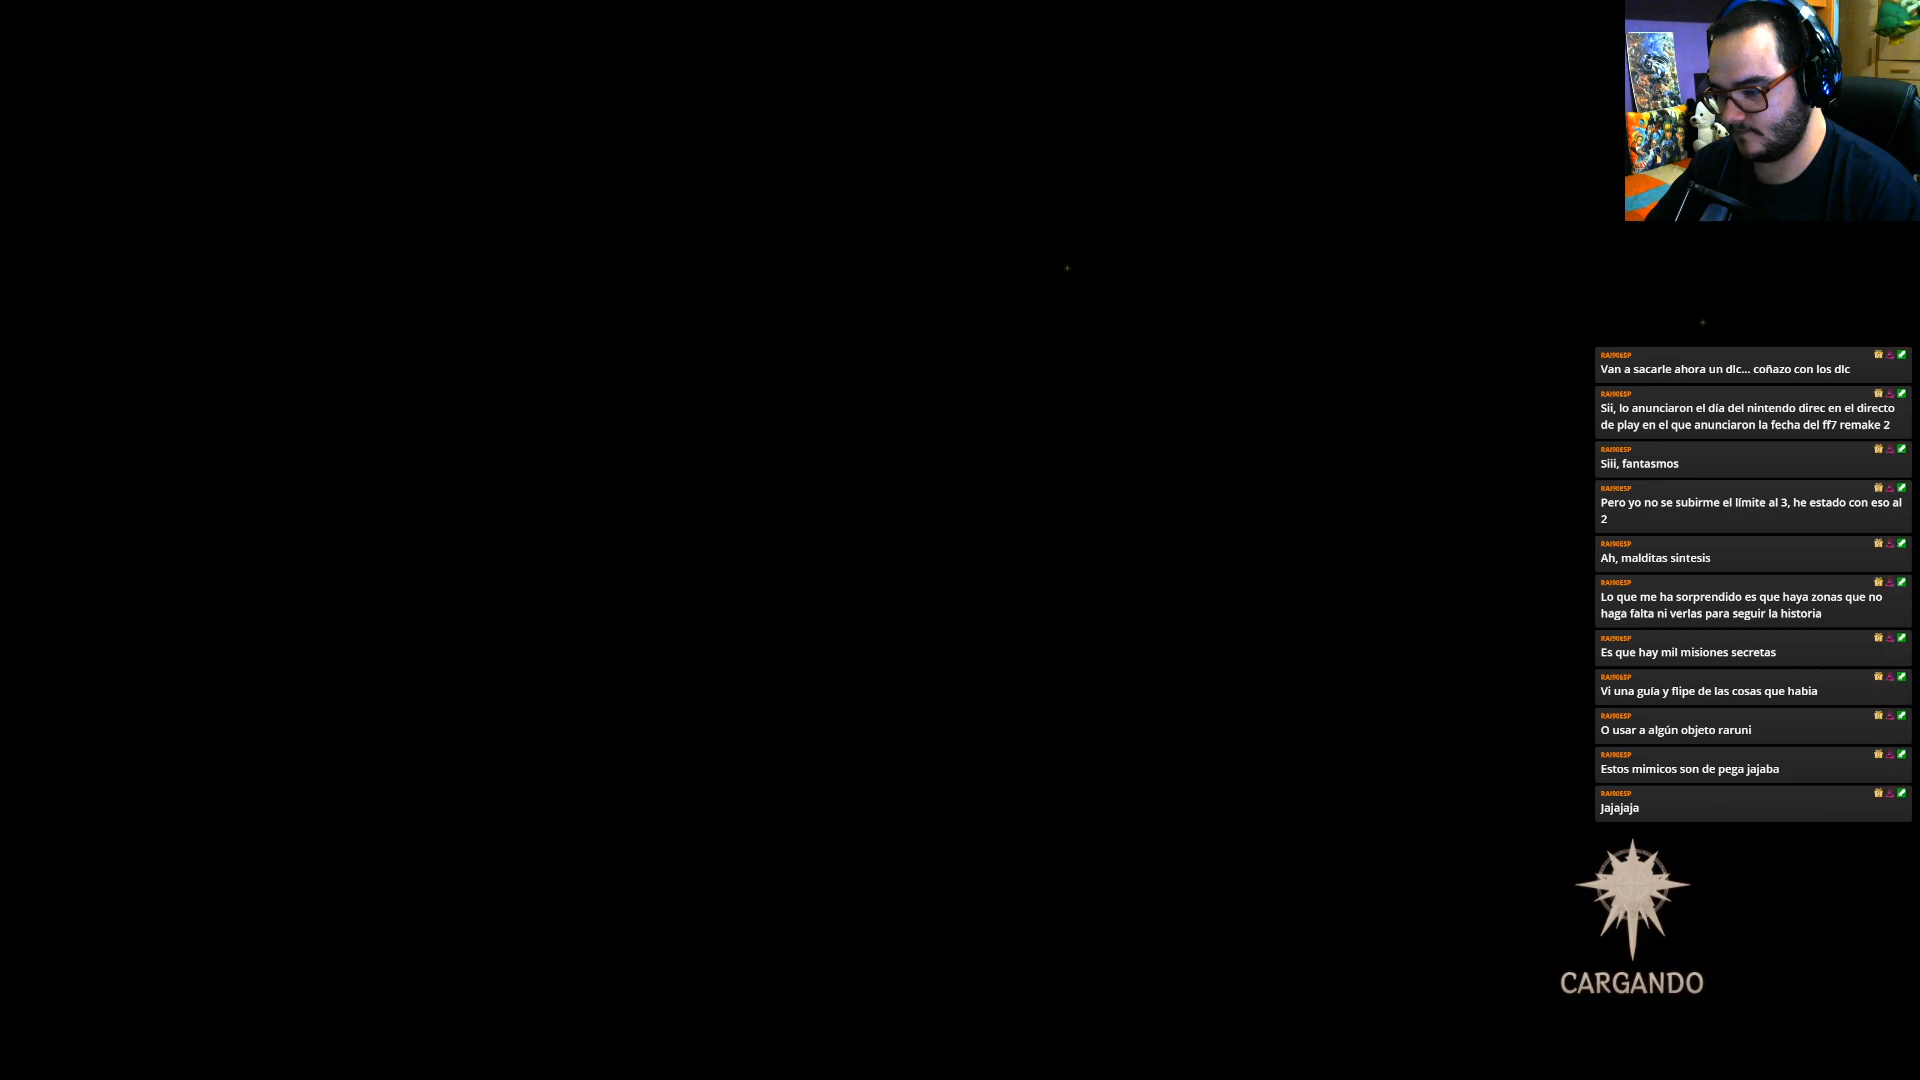 RAI90ESP
Van a sacarle ahora un dlc... coñazo con los dlc
RAI90ESP
Sii, lo anunciaron el día del nintendo direc en el directo
de play en el que anunciaron la fecha del ff7 remake 2
RAI90ESP
Siii, fantasmos
RAI90ESP
Pero yo no se subirme el límite al 3, he estado con eso al
2
RAI90ESP
Ah, malditas sintesis
RAI90ESP
Lo que me ha sorprendido es que haya zonas que no
haga falta ni verlas para seguir la historia
RAI90ESP
Es que hay mil misiones secretas
RAI90ESP
Vi una guía y flipe de las cosas que habia
RAI90ESP
O usar a algún objeto raruni
RAI90ESP
Estos mimicos son de pega jajaba
RAI90ESP
Jajajaja
CARGANDO